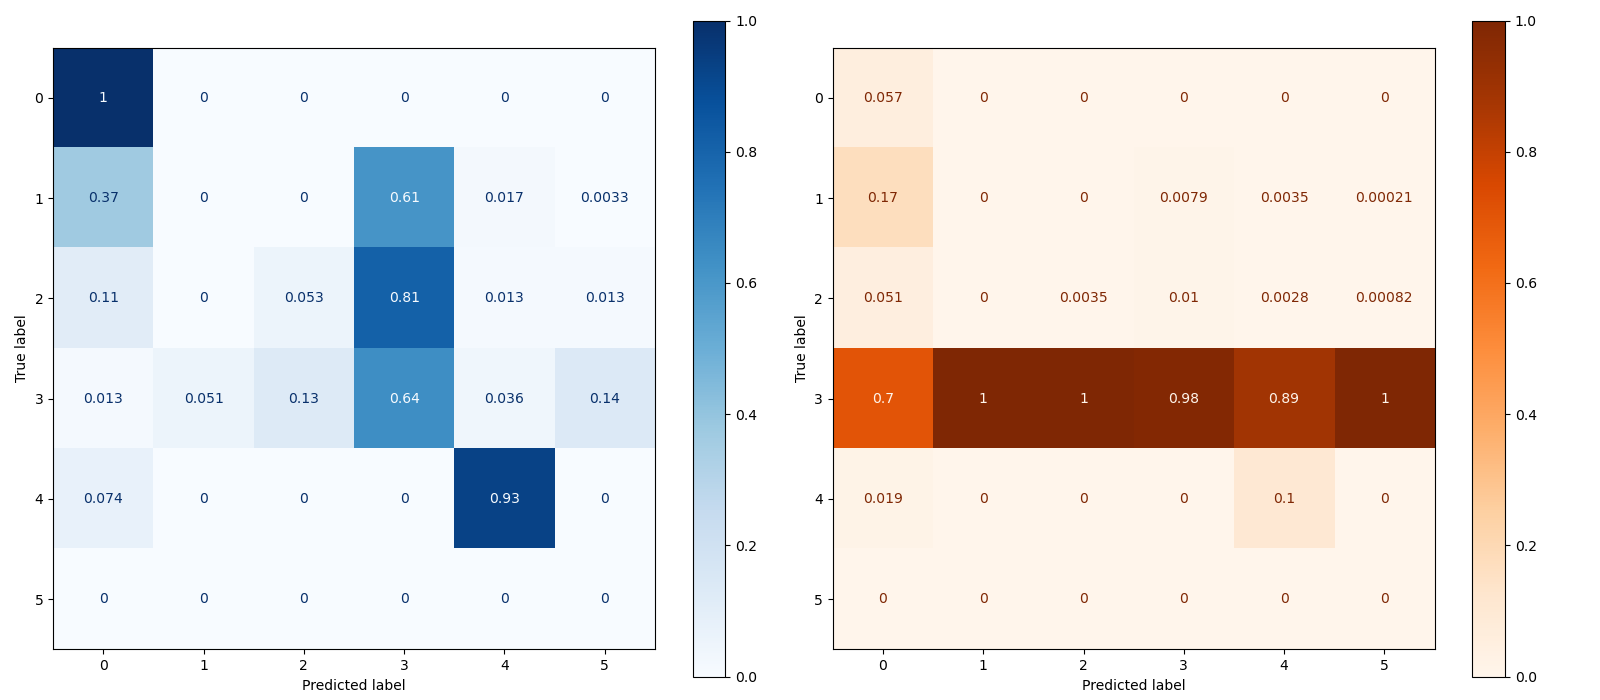 1.0
0 1 0 0 0 0 0
0.8
1 0.37 0 0 0.61 0.017 0.0033
0.6
2 0.11 0 0.053 0.81 0.013 0.013
True label
3 0.013 0.051 0.13 0.64 0.036 0.14
0.4
4 0.074 0 0 0 0.93 0
0.2
5 0 0 0 0 0 0
0.0
0 1 2 3 4 5
Predicted label
1.0
0 0.057 0 0 0 0 0
0.8
1 0.17 0 0 0.0079 0.0035 0.00021
0.6
2 0.051 0 0.0035 0.01 0.0028 0.00082
True label
3 0.7 1 1 0.98 0.89 1
0.4
4 0.019 0 0 0 0.1 0
0.2
5 0 0 0 0 0 0
0.0
0 1 2 3 4 5
Predicted label